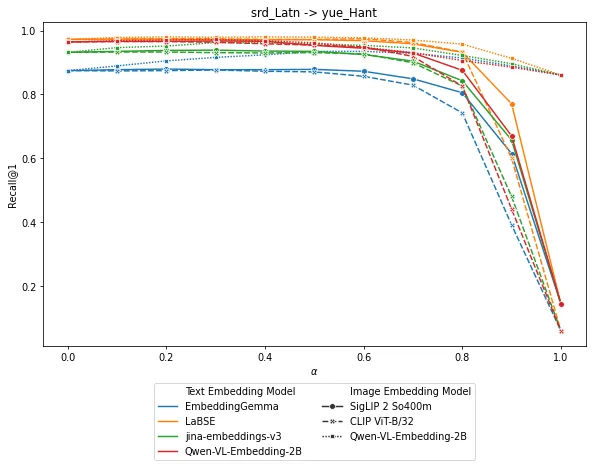 srd_Latn -> yue_Hant
Recall@1
1.0
0.8
0.6
0.4
0.2
0.0 0.2 0.4 0.6 0.8 1.0
α
Text Embedding Model
EmbeddingGemma
LaBSE
jina-embeddings-v3
Qwen-VL-Embedding-2B
Image Embedding Model
SigLIP 2 So400m
CLIP ViT-B/32
Qwen-VL-Embedding-2B